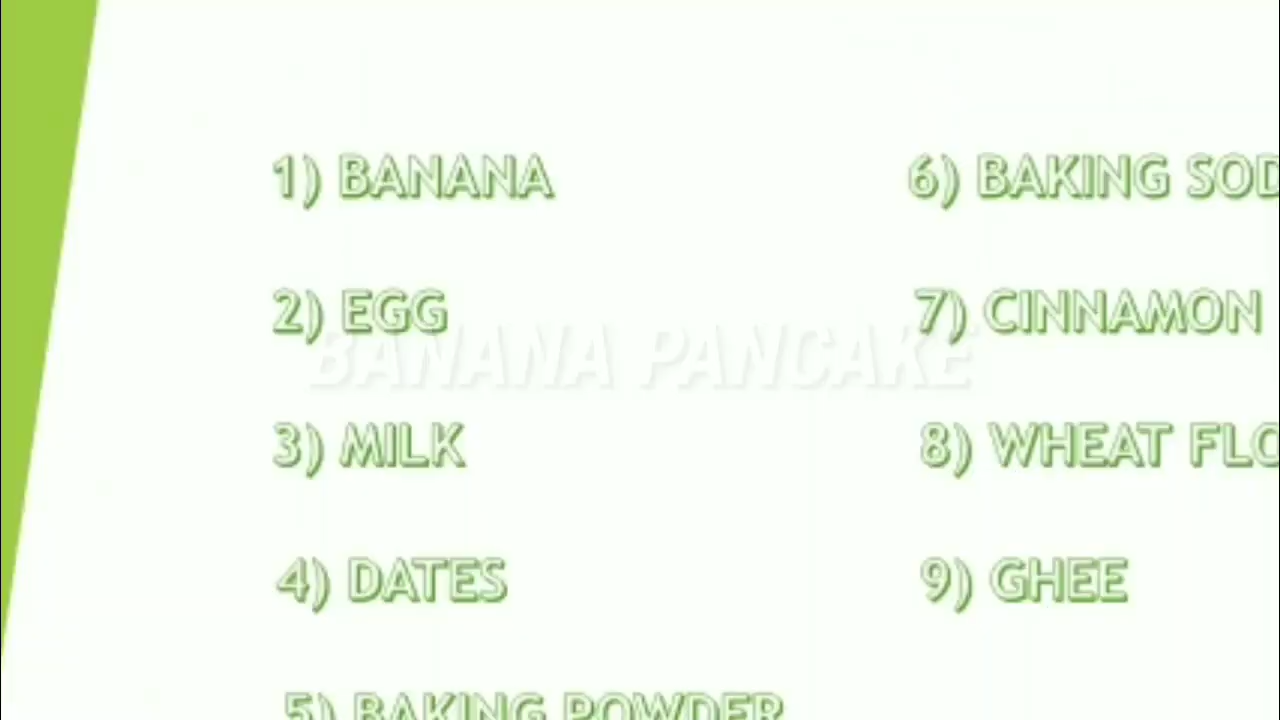 1) BANANA
2) EGG
3) MILK
4) DATES
5) BAKING POWDER
6) BAKING SOD
7) CINNAMON
8) WHEAT FLO
9) GHEE
BANANA PANCAKE